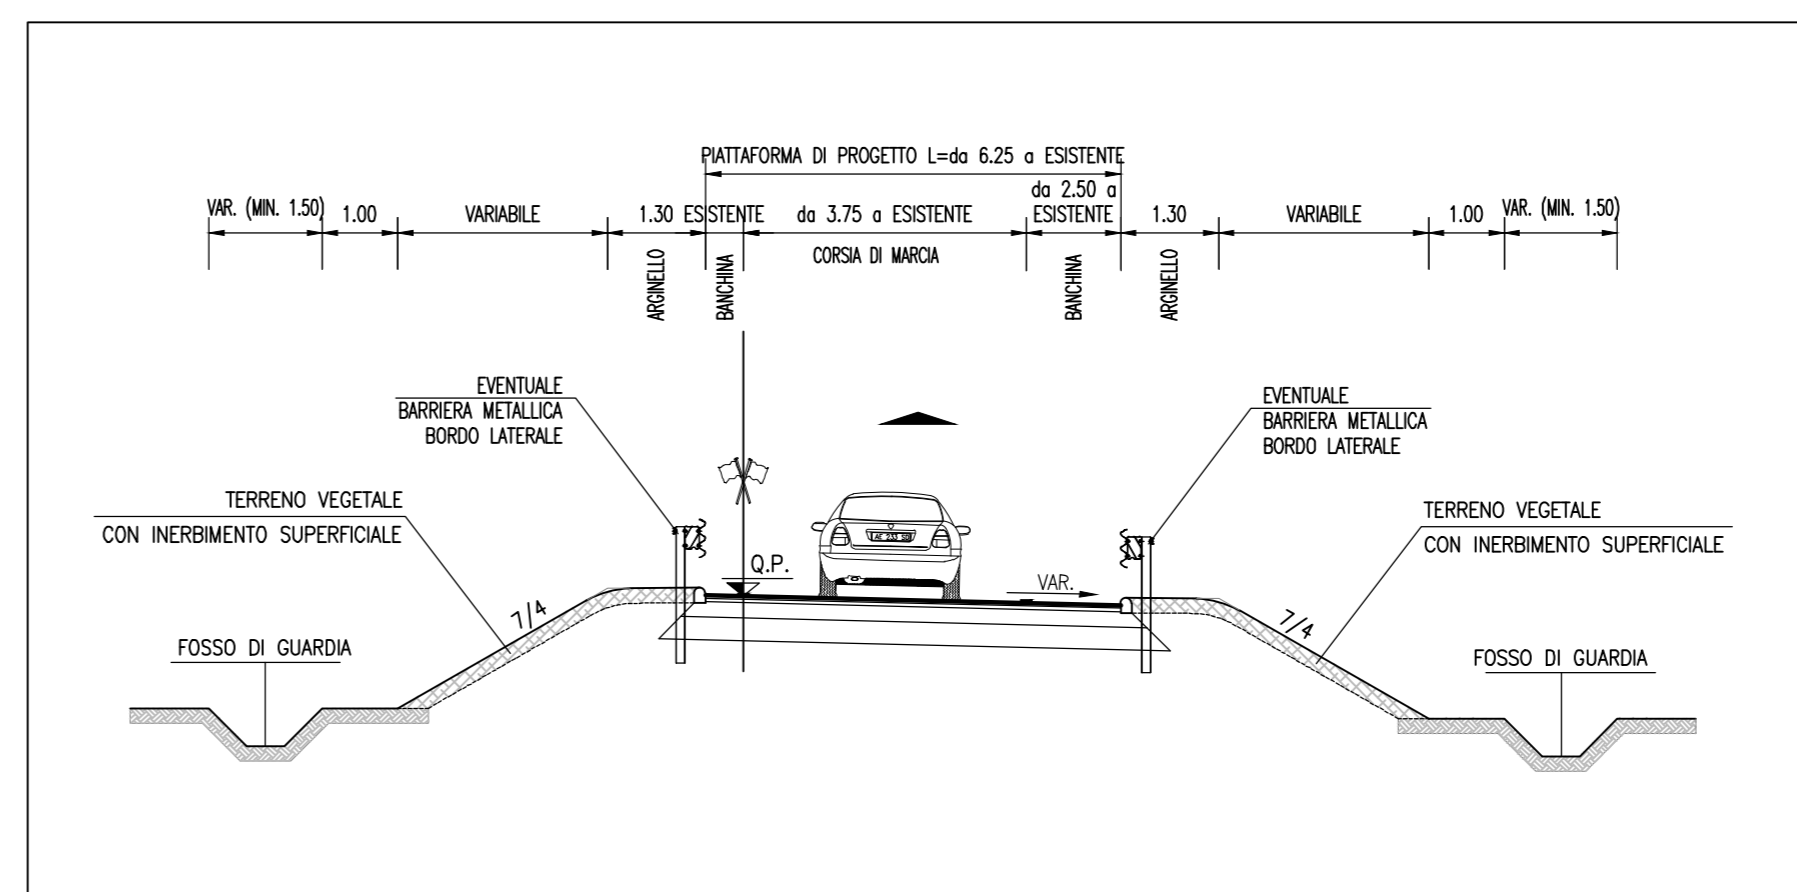 PIATTAFORMA DI PROGETTO L=da 6.25 a ESISTENTE
VAR. (MIN. 1.50)
1.00
VARIABILE
1.30
ESISTENTE
da 3.75 a ESISTENTE
da 2.50 a
ESISTENTE
1.30
VARIABILE
1.00
VAR. (MIN. 1.50)
CORSIA DI MARCIA
ARGINELLO
BANCHINA
BANCHINA
ARGINELLO
EVENTUALE
BARRIERA METALLICA
BORDO LATERALE
EVENTUALE
BARRIERA METALLICA
BORDO LATERALE
TERRENO VEGETALE
CON INERBIMENTO SUPERFICIALE
TERRENO VEGETALE
CON INERBIMENTO SUPERFICIALE
AE 233 SD
Q.P.
VAR.
7/4
7/4
FOSSO DI GUARDIA
FOSSO DI GUARDIA